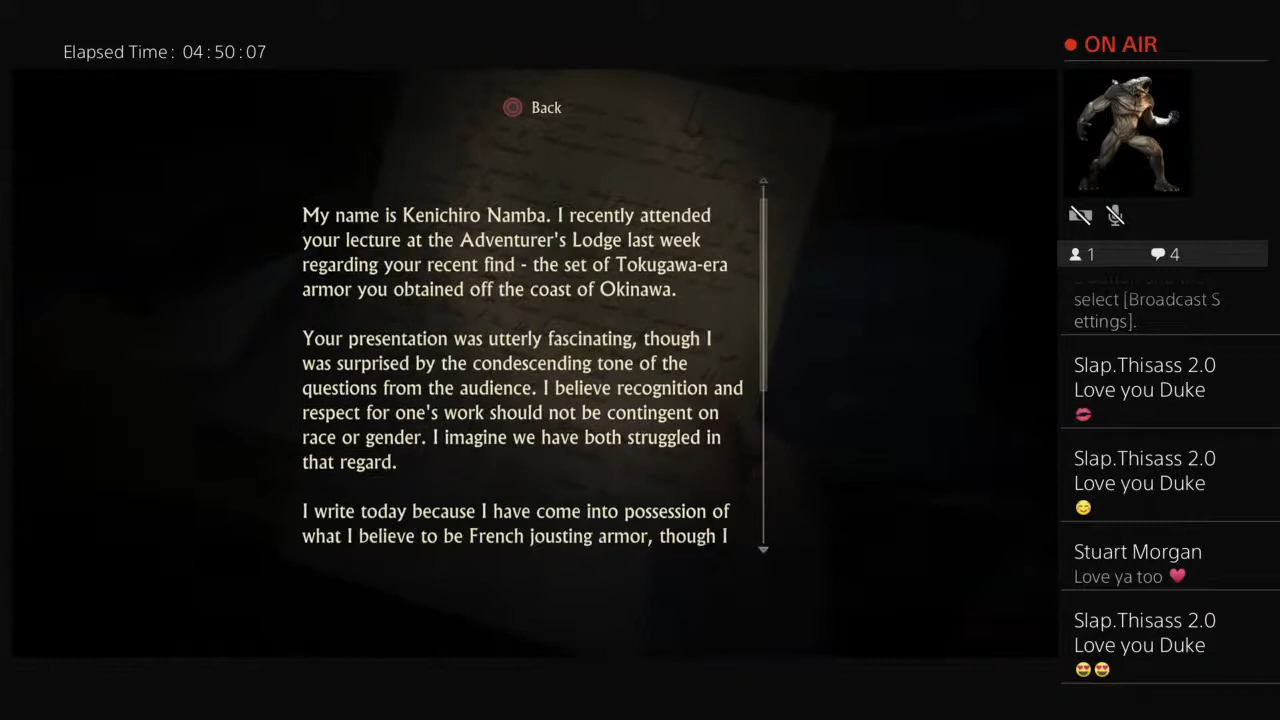 Elapsed Time: 04:50:07
Back
My name is Kenichiro Namba. I recently attended
your lecture at the Adventurer's Lodge last week
regarding your recent find - the set of Tokugawa-era
armor you obtained off the coast of Okinawa.
Your presentation was utterly fascinating, though I
was surprised by the condescending tone of the
questions from the audience. I believe recognition and
respect for one's work should not be contingent on
race or gender. I imagine we have both struggled in
that regard.
I write today because I have come into possession of
what I believe to be French jousting armor, though I
ON AIR
1
4
select [Broadcast S
ettings].
Slap.Thisass 2.0
Love you Duke
💋
Slap.Thisass 2.0
Love you Duke
😊
Stuart Morgan
Love ya too ❤️
Slap.Thisass 2.0
Love you Duke
😍😍